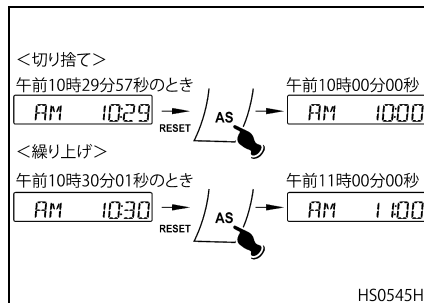 <切り捨て>
午前10時29分57秒のとき
AM 10:29
RESET
AS
午前10時00分00秒
AM 10:00
<繰り上げ>
午前10時30分01秒のとき
AM 10:30
RESET
AS
午前11時00分00秒
AM 11:00
HS0545H